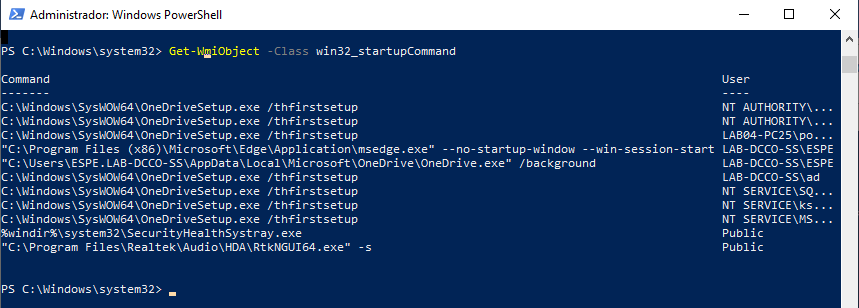 Administrador: Windows PowerShell
PS C:\Windows\system32> Get-WmiObject -Class win32_startupCommand
Command User
------- ----
C:\Windows\SysWOW64\OneDriveSetup.exe /thfirstsetup NT AUTHORITY\...
C:\Windows\SysWOW64\OneDriveSetup.exe /thfirstsetup NT AUTHORITY\...
C:\Windows\SysWOW64\OneDriveSetup.exe /thfirstsetup LAB04-PC25\po...
"C:\Program Files (x86)\Microsoft\Edge\Application\msedge.exe" --no-startup-window --win-session-start LAB-DCCO-SS\ESPE
"C:\Users\ESPE.LAB-DCCO-SS\AppData\Local\Microsoft\OneDrive\OneDrive.exe" /background LAB-DCCO-SS\ESPE
C:\Windows\SysWOW64\OneDriveSetup.exe /thfirstsetup LAB-DCCO-SS\ad
C:\Windows\SysWOW64\OneDriveSetup.exe /thfirstsetup NT SERVICE\SQ...
C:\Windows\SysWOW64\OneDriveSetup.exe /thfirstsetup NT SERVICE\ks...
C:\Windows\SysWOW64\OneDriveSetup.exe /thfirstsetup NT SERVICE\MS...
%windir%\system32\SecurityHealthSystray.exe Public
"C:\Program Files\Realtek\Audio\HDA\RtkNGUI64.exe" -s Public
PS C:\Windows\system32>